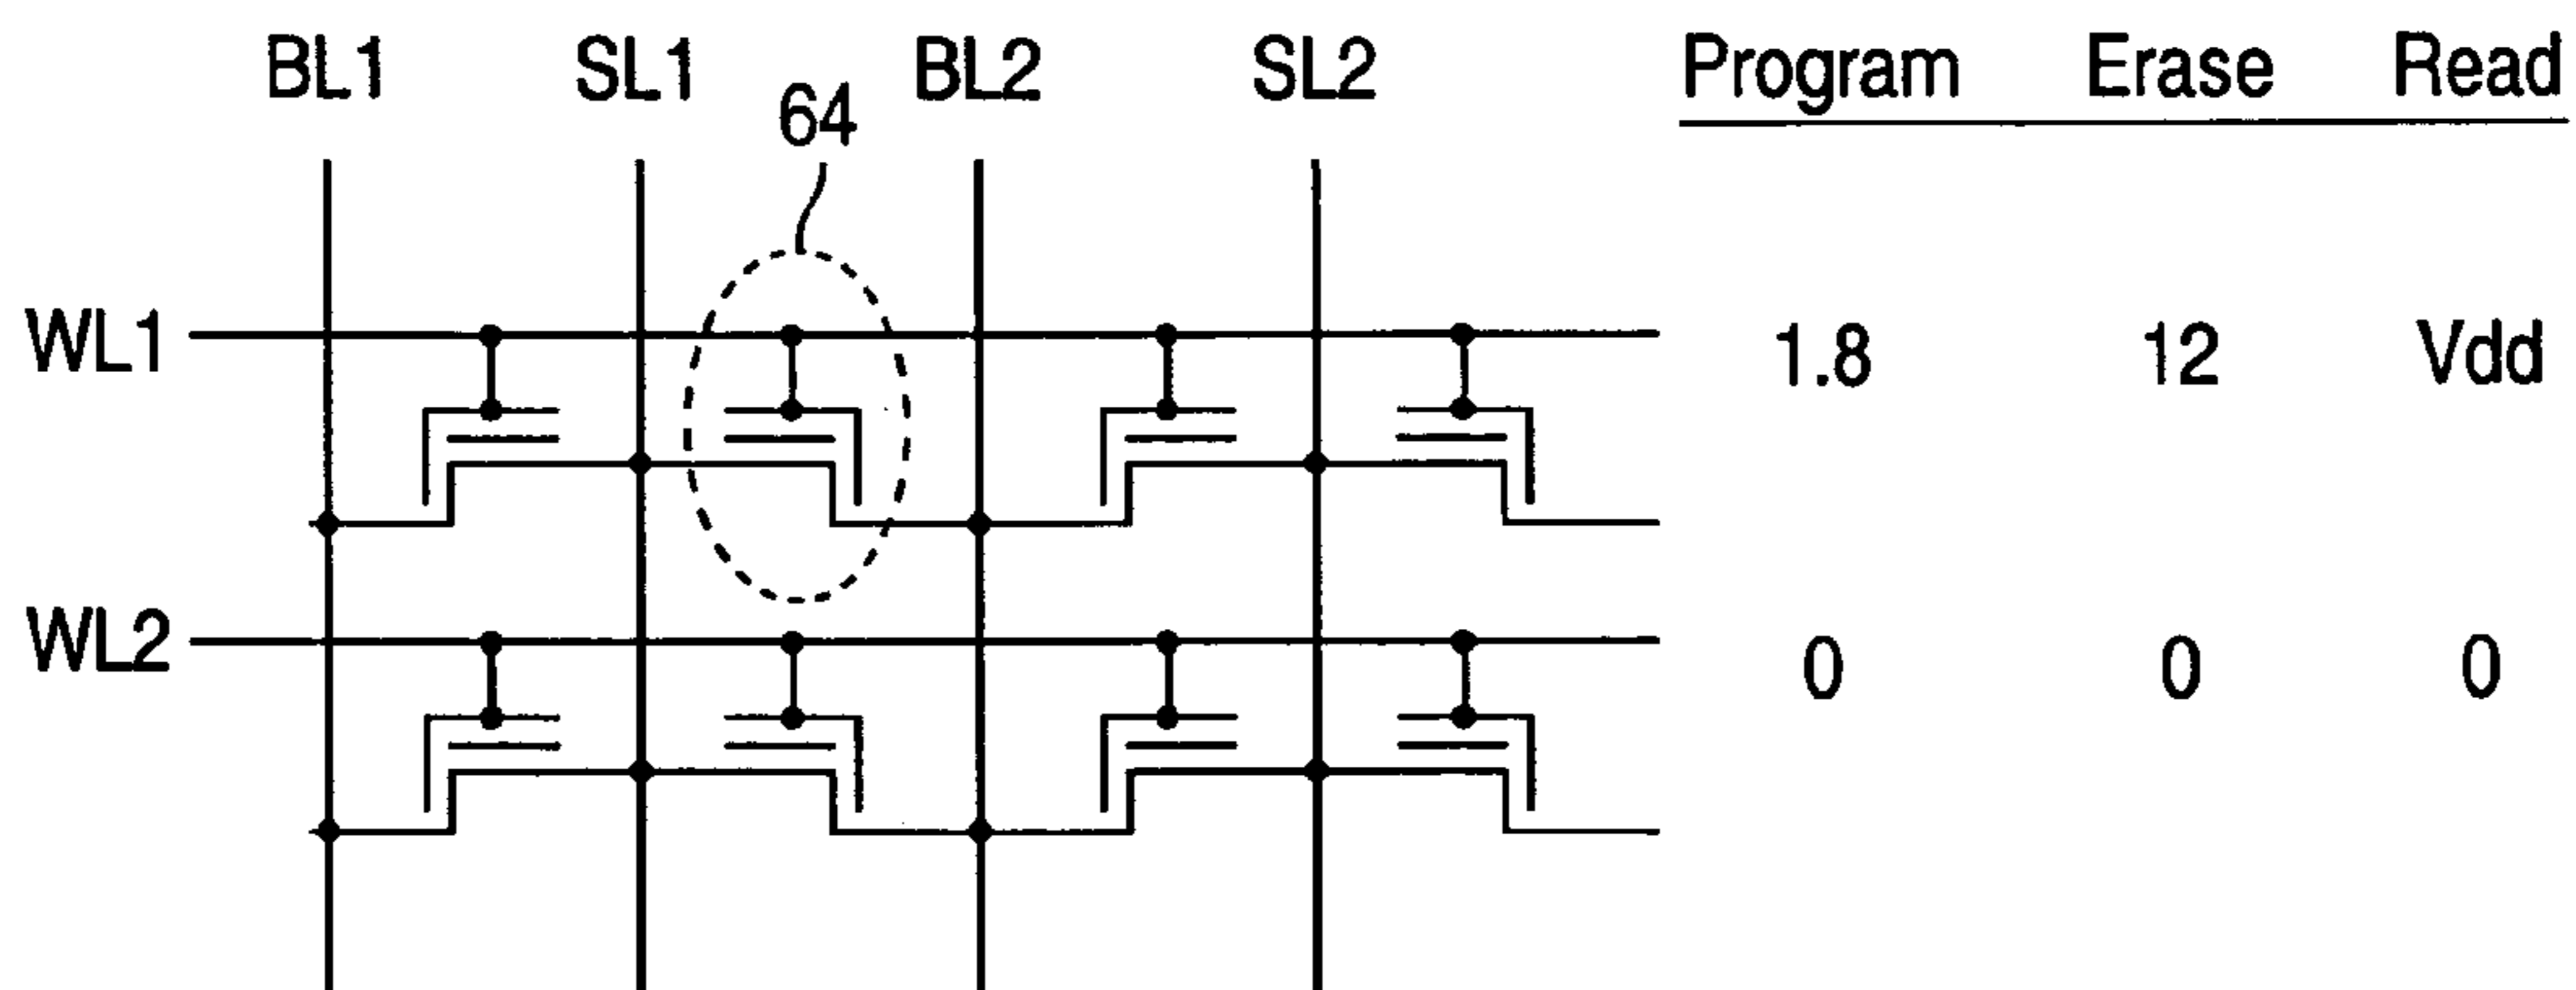 BL1 SL1 BL2 SL2 Program Erase Read
64
WL1 1.8 12 Vdd
WL2 0 0 0